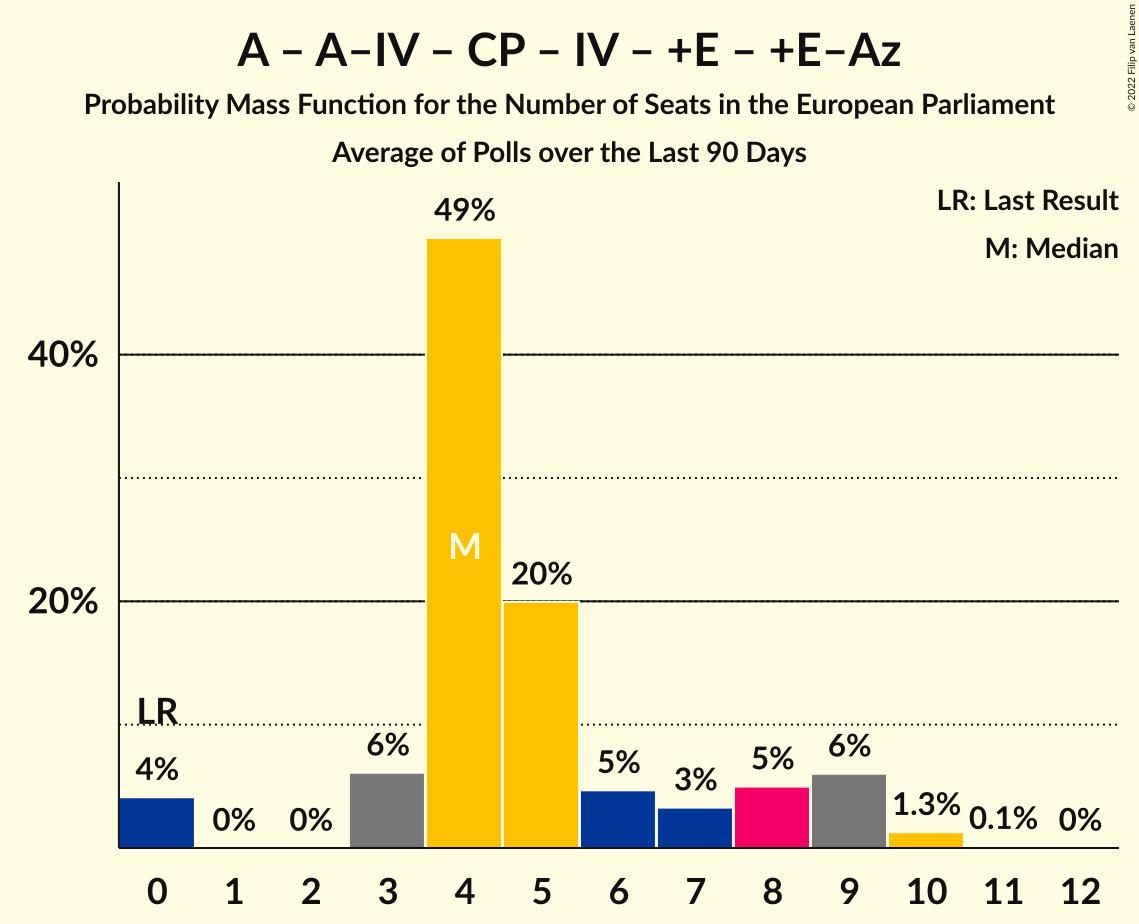 A – A–IV – CP – IV – +E – +E–Az
Probability Mass Function for the Number of Seats in the European Parliament
Average of Polls over the Last 90 Days
© 2022 Filip van Laenen
LR: Last Result
M: Median
49%
40%
M
20%
20%
LR
4%
0%
0%
6%
5%
3%
5%
6%
1.3%
0.1%
0%
0 1 2 3 4 5 6 7 8 9 10 11 12